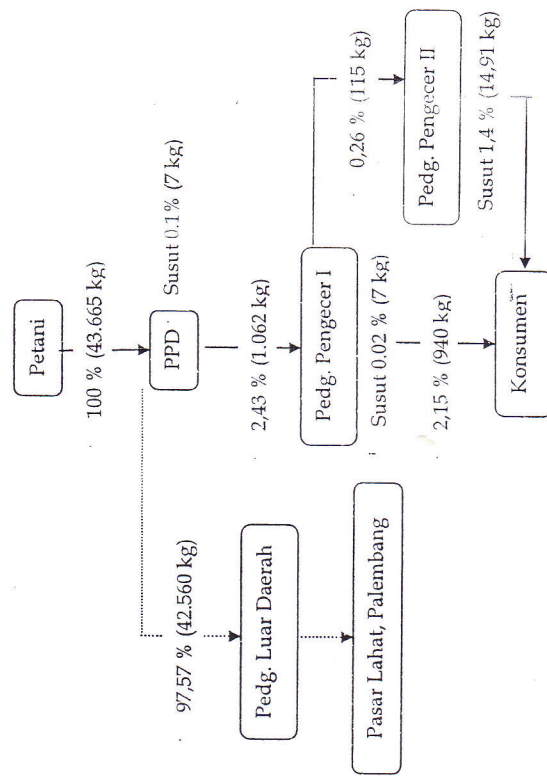 Petani
100 % (43.665 kg)
PPD
Susut 0.1% (7 kg)
97,57 % (42.560 kg)
2,43 % (1.062 kg)
Pedg. Luar Daerah
Pedg. Pengecer I
0,26 % (115 kg)
Susut 0.02 % (7 kg)
Pedg. Pengecer II
Pasar Lahat, Palembang
2,15 % (940 kg)
Susut 1,4 % (14,91 kg)
Konsumen